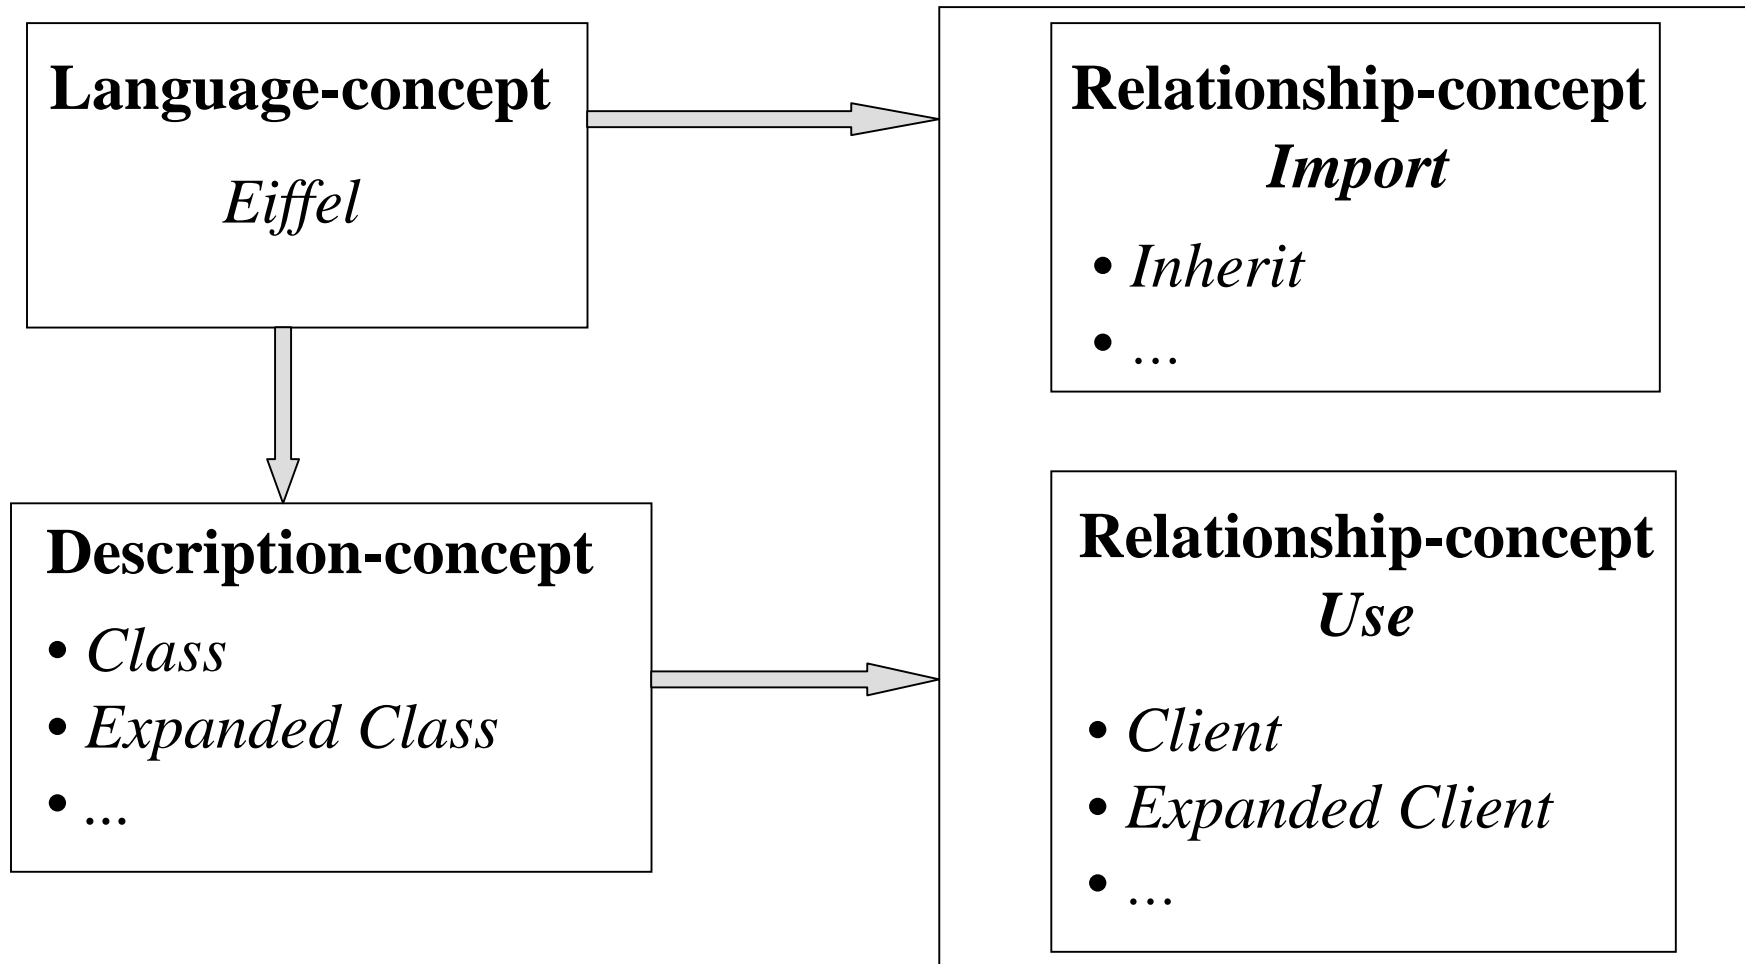 Language-concept
Eiffel
Description-concept
• Class
• Expanded Class
• ...
Relationship-concept
Import
• Inherit
• ...
Relationship-concept
Use
• Client
• Expanded Client
• ...